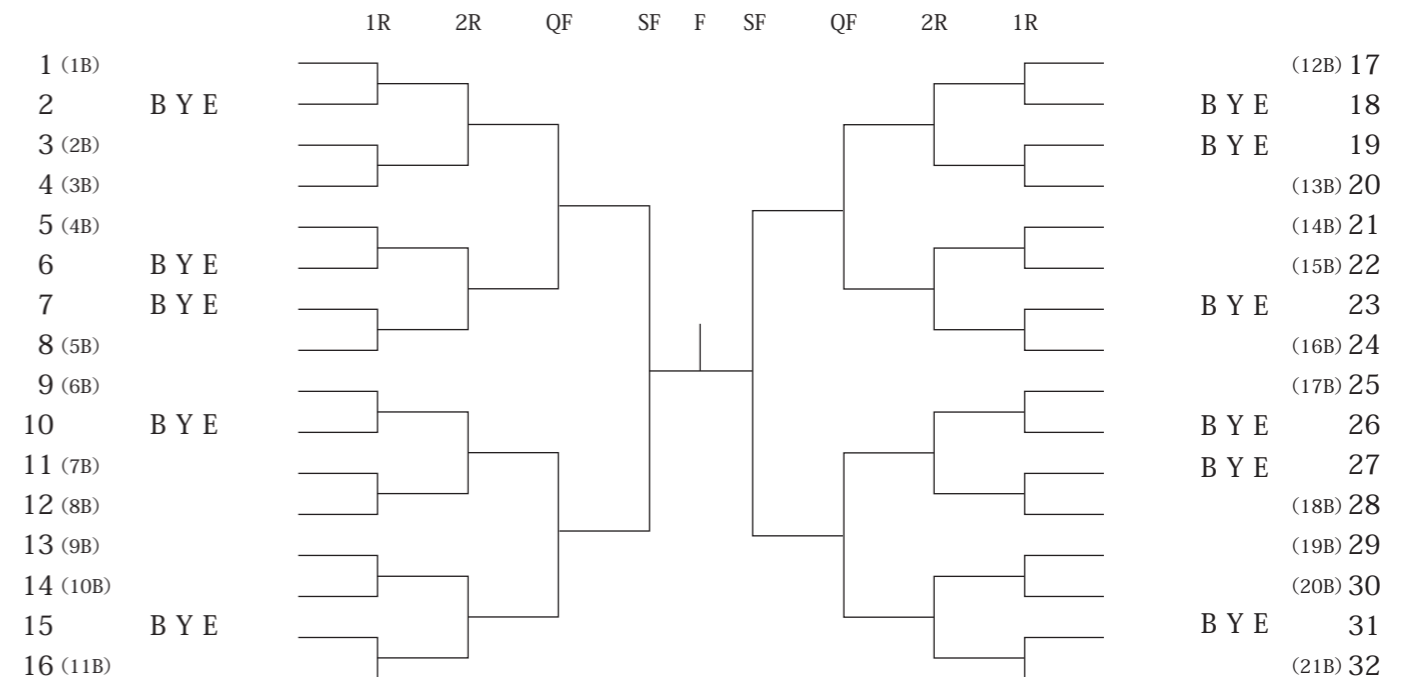 1R 2R QF SF F SF QF 2R 1R
1 (1B) (12B) 17
2 BYE BYE 18
3 (2B) BYE 19
4 (3B) (13B) 20
5 (4B) (14B) 21
6 BYE (15B) 22
7 BYE BYE 23
8 (5B) (16B) 24
9 (6B) (17B) 25
10 BYE BYE 26
11 (7B) BYE 27
12 (8B) (18B) 28
13 (9B) (19B) 29
14 (10B) (20B) 30
15 BYE BYE 31
16 (11B) (21B) 32